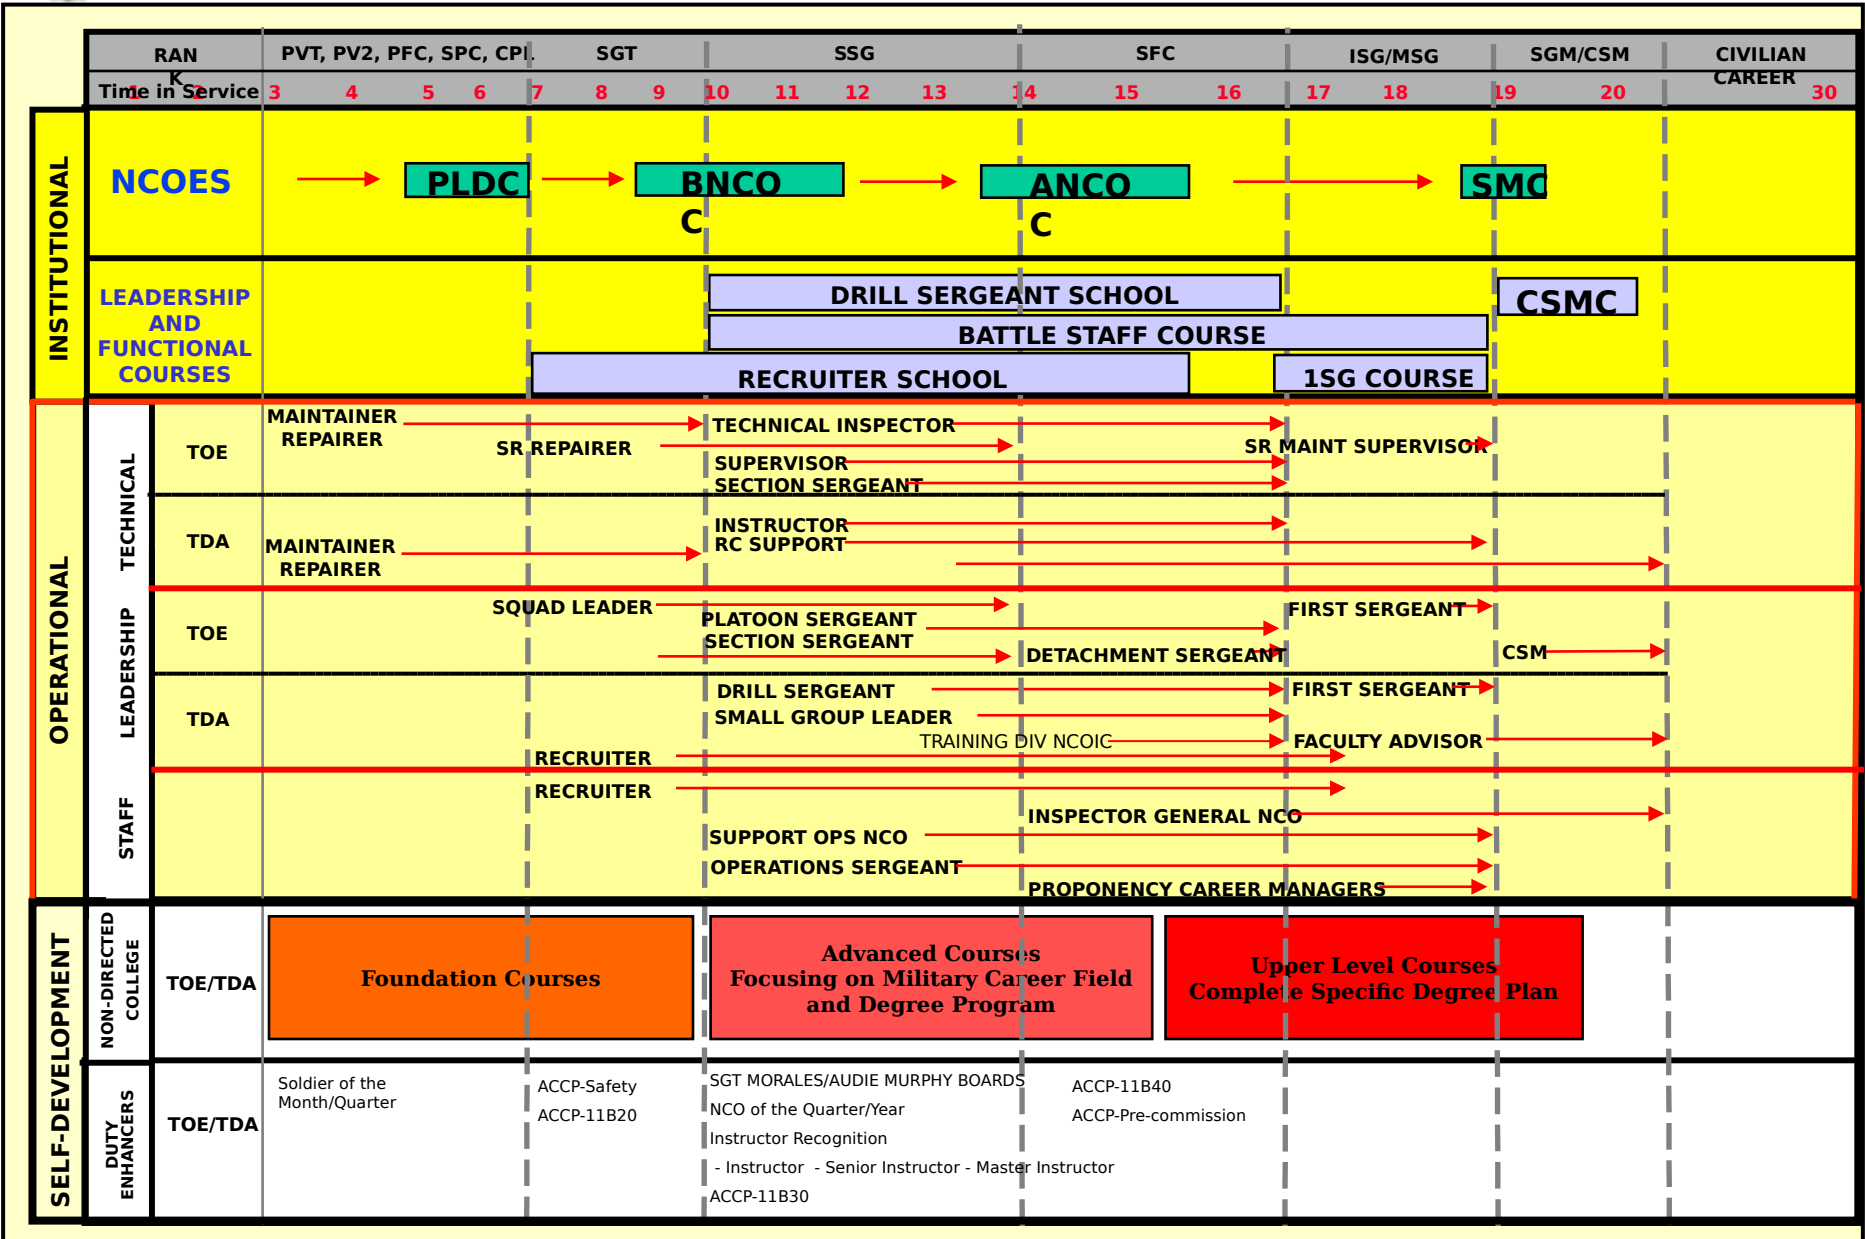 RAN
K
PVT, PV2, PFC, SPC, CPL
SGT
SSG
SFC
ISG/MSG
SGM/CSM
CIVILIAN
CAREER
Time in Service
1 2 3 4 5 6 7 8 9 10 11 12 13 14 15 16 17 18 19 20 30
INSTITUTIONAL
NCOES
PLDC
BNCO
C
ANCO
C
SMC
LEADERSHIP
AND
FUNCTIONAL
COURSES
DRILL SERGEANT SCHOOL
CSMC
BATTLE STAFF COURSE
RECRUITER SCHOOL
1SG COURSE
OPERATIONAL
TECHNICAL
TOE
MAINTAINER
REPAIRER
SR REPAIRER
TECHNICAL INSPECTOR
SR MAINT SUPERVISOR
SUPERVISOR
SECTION SERGEANT
TDA
MAINTAINER
REPAIRER
INSTRUCTOR
RC SUPPORT
LEADERSHIP
TOE
SQUAD LEADER
PLATOON SERGEANT
SECTION SERGEANT
DETACHMENT SERGEANT
FIRST SERGEANT
CSM
TDA
DRILL SERGEANT
FIRST SERGEANT
SMALL GROUP LEADER
TRAINING DIV NCOIC
FACULTY ADVISOR
RECRUITER
STAFF
RECRUITER
INSPECTOR GENERAL NCO
SUPPORT OPS NCO
OPERATIONS SERGEANT
PROPONENCY CAREER MANAGERS
SELF-DEVELOPMENT
NON-DIRECTED
COLLEGE
TOE/TDA
Foundation Courses
Advanced Courses
Focusing on Military Career Field
and Degree Program
Upper Level Courses
Complete Specific Degree Plan
DUTY
ENHANCERS
TOE/TDA
Soldier of the
Month/Quarter
ACCP-Safety
ACCP-11B20
SGT MORALES/AUDIE MURPHY BOARDS
NCO of the Quarter/Year
Instructor Recognition
- Instructor - Senior Instructor - Master Instructor
ACCP-11B30
ACCP-11B40
ACCP-Pre-commission